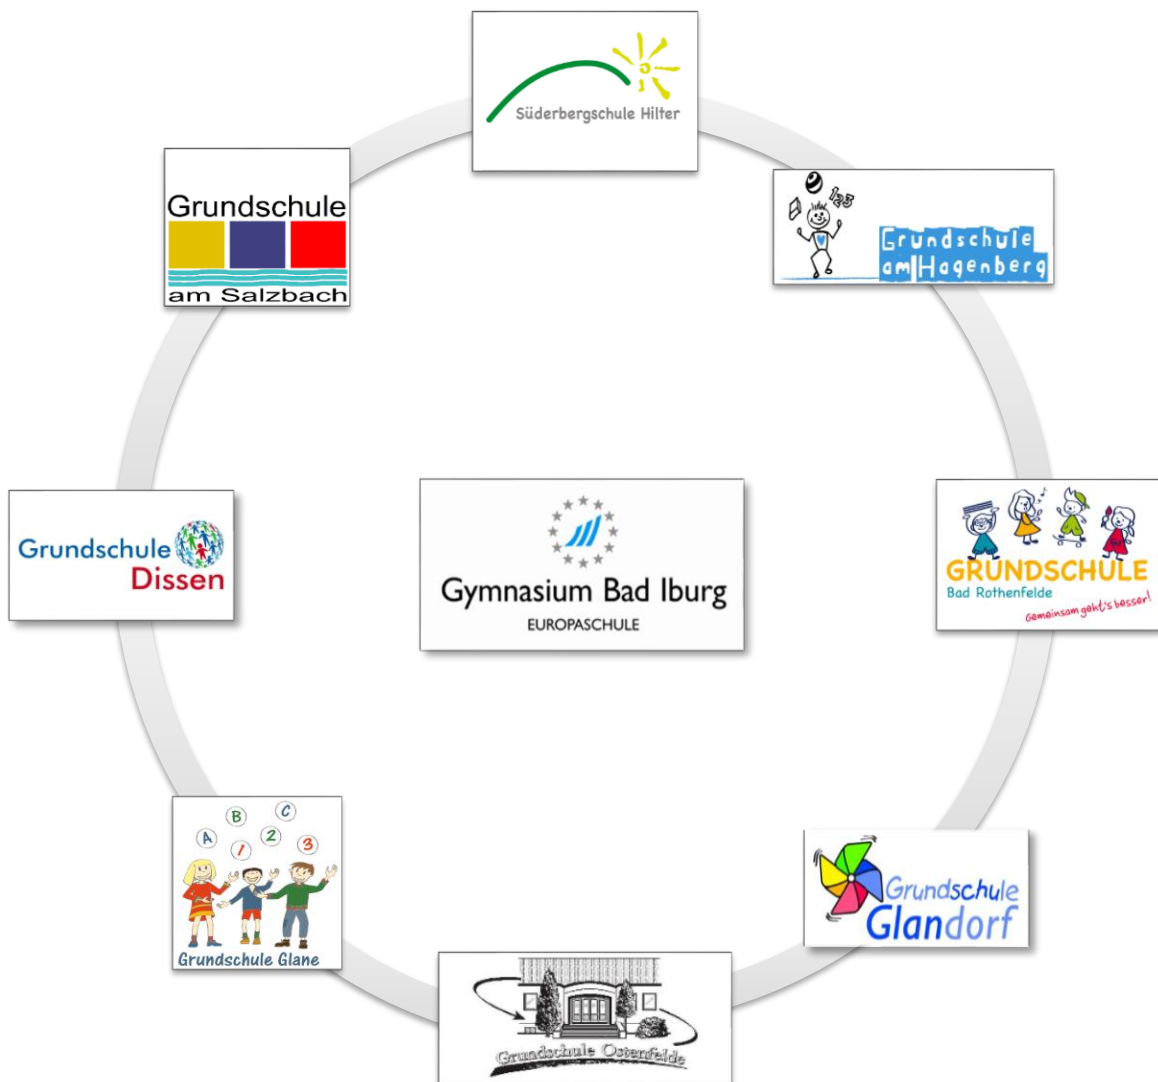 Süderbergschule Hilter
Grundschule
am Salzbach
123
Grundschule
am Hagenberg
Grundschule
Dissen
Gymnasium Bad Iburg
EUROPASCHULE
GRUNDSCHULE
Bad Rothenfelde
Gemeinsam geht's besser!
A B C
1 2 3
Grundschule Glane
Grundschule
Glandorf
Grundschule Ostenfelde